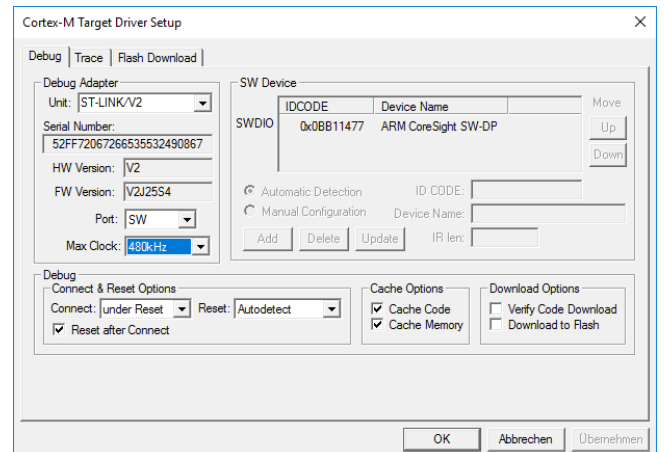 Cortex-M Target Driver Setup
Debug Trace Flash Download
Debug Adapter
Unit: ST-LINK/V2
Serial Number:
52FF72067266535532490867
HW Version: V2
FW Version: V2J25S4
Port: SW
Max Clock: 480kHz
SW Device
IDCODE Device Name Move
SWDIO 0x0BB11477 ARM CoreSight SW-DP Up
Down
Automatic Detection ID CODE:
Manual Configuration Device Name:
Add Delete Update IR len:
Debug
Connect & Reset Options
Connect: under Reset Reset: Autodetect
Reset after Connect
Cache Options
Cache Code
Cache Memory
Download Options
Verify Code Download
Download to Flash
OK Abbrechen Übernehmen